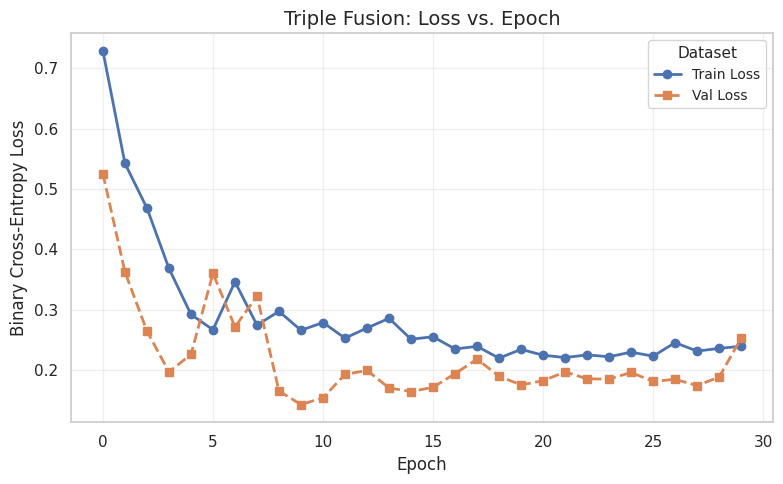 Triple Fusion: Loss vs. Epoch
Dataset
Train Loss
Val Loss
Binary Cross-Entropy Loss
0.7
0.6
0.5
0.4
0.3
0.2
0
5
10
15
20
25
30
Epoch